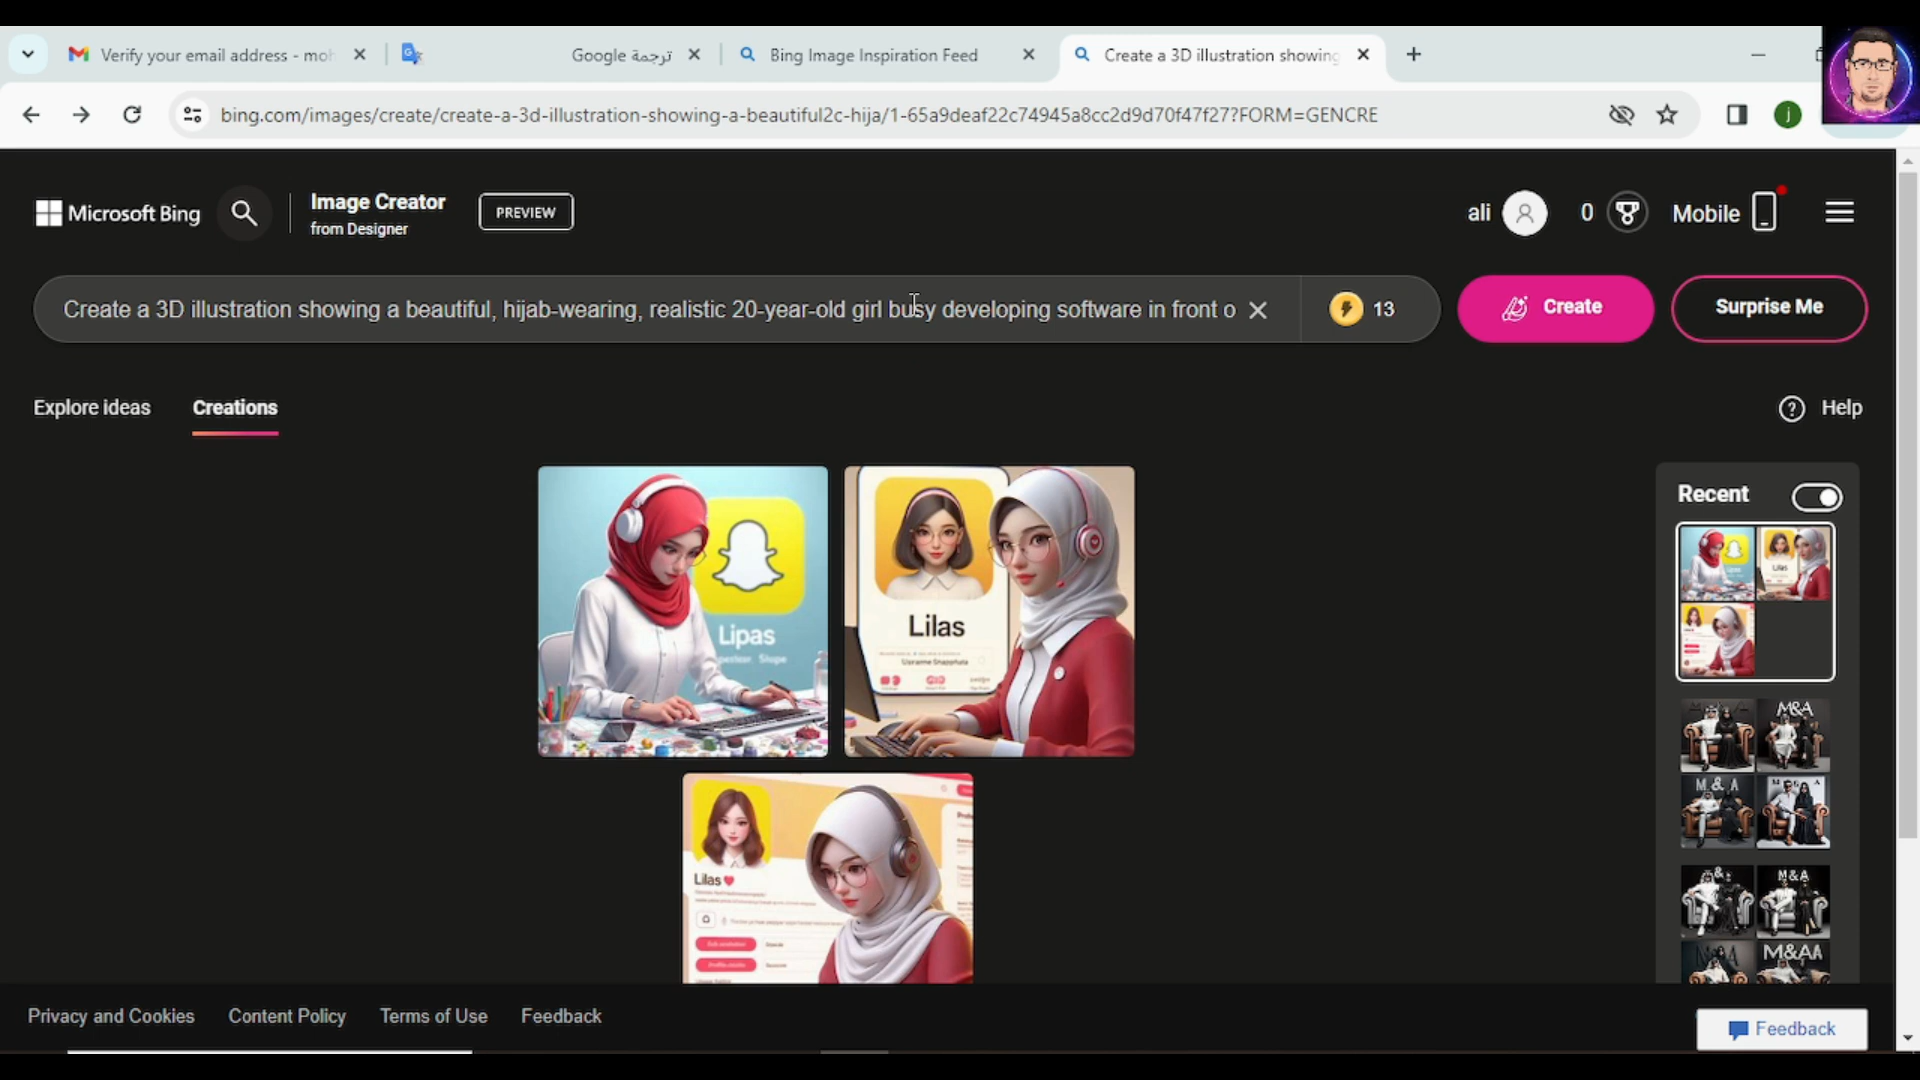 Verify your email address - moh
ترجمة Google
Bing Image Inspiration Feed
Create a 3D illustration showing
bing.com/images/create/create-a-3d-illustration-showing-a-beautiful2c-hija/1-65a9deaf22c74945a8cc2d9d70f47f27?FORM=GENCRE
j
Microsoft Bing
Image Creator
from Designer
PREVIEW
ali
0
Mobile
Create a 3D illustration showing a beautiful, hijab-wearing, realistic 20-year-old girl busy developing software in front o
13
Create
Surprise Me
Explore ideas
Creations
Help
Recent
Lipas
Lilas
Lilas
M&A
M & A
M&A
M&AA
Privacy and Cookies
Content Policy
Terms of Use
Feedback
Feedback